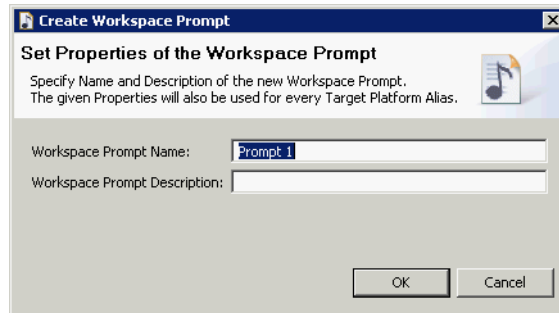 Create Workspace Prompt
Set Properties of the Workspace Prompt
Specify Name and Description of the new Workspace Prompt.
The given Properties will also be used for every Target Platform Alias.
Workspace Prompt Name: Prompt 1
Workspace Prompt Description:
OK Cancel